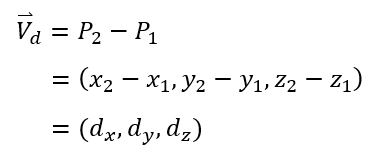 V⃗_d = P_2 − P_1
= (x_2 − x_1, y_2 − y_1, z_2 − z_1)
= (d_x, d_y, d_z)